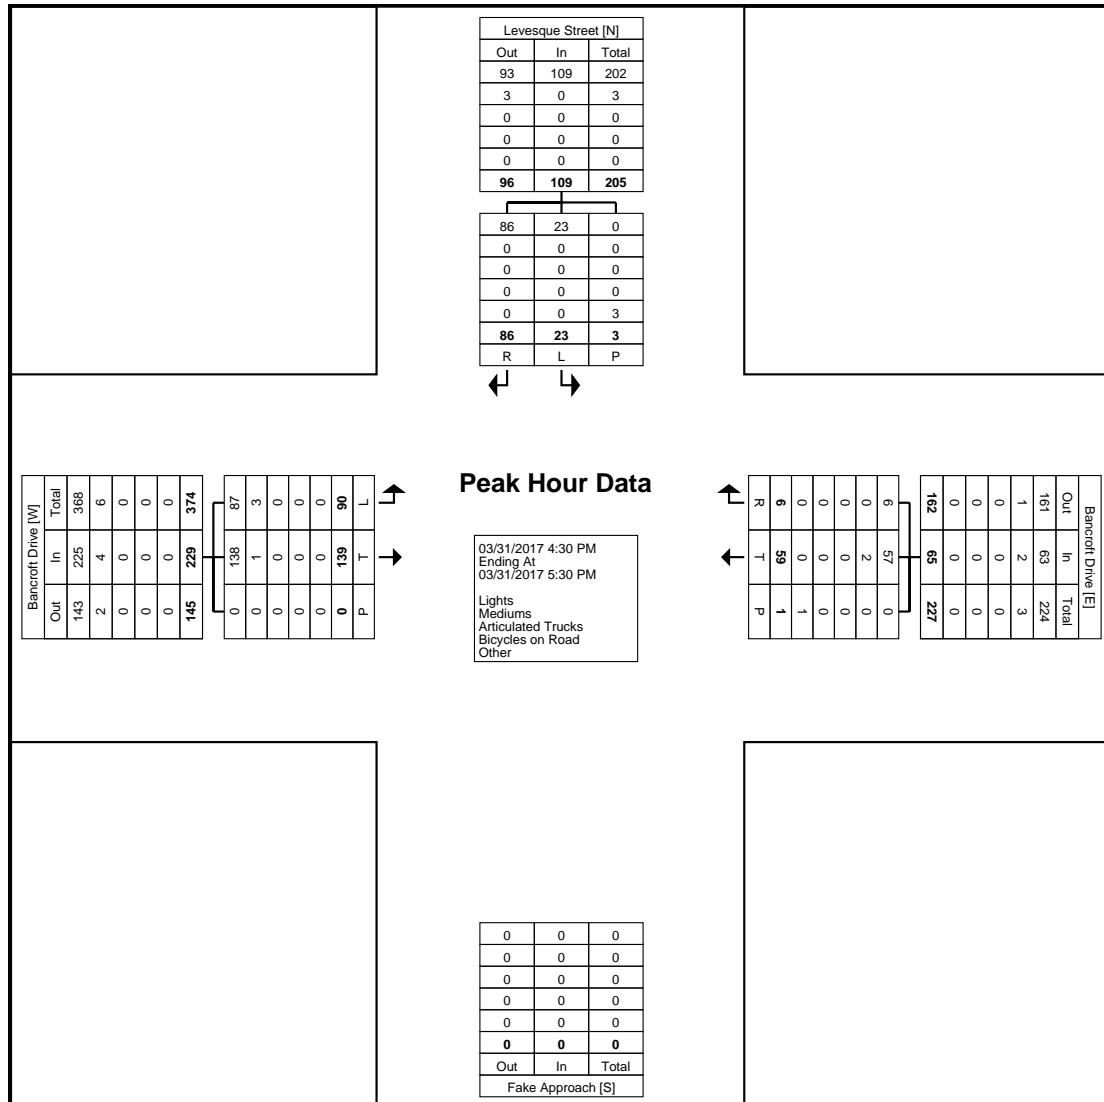 Levesque Street [N]
Out In Total
93 109 202
3 0 3
0 0 0
0 0 0
0 0 0
96 109 205
86 23 0
0 0 0
0 0 0
0 0 0
0 0 3
86 23 3
R L P
Bancroft Drive [W]
Total In Out
368 225 143
6 4 2
0 0 0
0 0 0
0 0 0
374 229 145
87 138 0
3 1 0
0 0 0
0 0 0
0 0 0
90 139 0
L T P
Peak Hour Data
03/31/2017 4:30 PM
Ending At
03/31/2017 5:30 PM
Lights
Mediums
Articulated Trucks
Bicycles on Road
Other
Bancroft Drive [E]
Out In Total
161 63 224
1 2 3
0 0 0
0 0 0
0 0 0
162 65 227
6 57 0
0 2 0
0 0 0
0 0 0
0 0 1
6 59 1
R T P
0 0 0
0 0 0
0 0 0
0 0 0
0 0 0
0 0 0
Out In Total
Fake Approach [S]